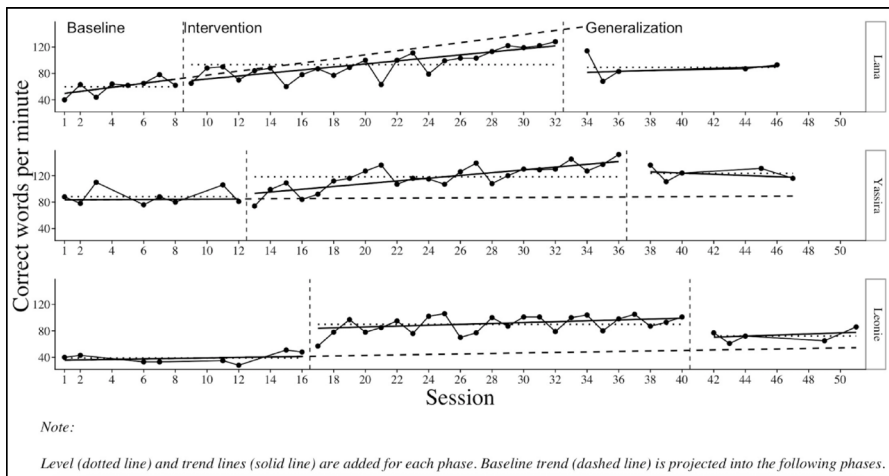 Baseline Intervention Generalization
120
80
40
1 2 4 6 8 10 12 14 16 18 20 22 24 26 28 30 32 34 36 38 40 42 44 46 48 50
Lana
120
80
40
1 2 4 6 8 10 12 14 16 18 20 22 24 26 28 30 32 34 36 38 40 42 44 46 48 50
Yassira
120
80
40
1 2 4 6 8 10 12 14 16 18 20 22 24 26 28 30 32 34 36 38 40 42 44 46 48 50
Leonie
Correct words per minute
Session
Note:
Level (dotted line) and trend lines (solid line) are added for each phase. Baseline trend (dashed line) is projected into the following phases.